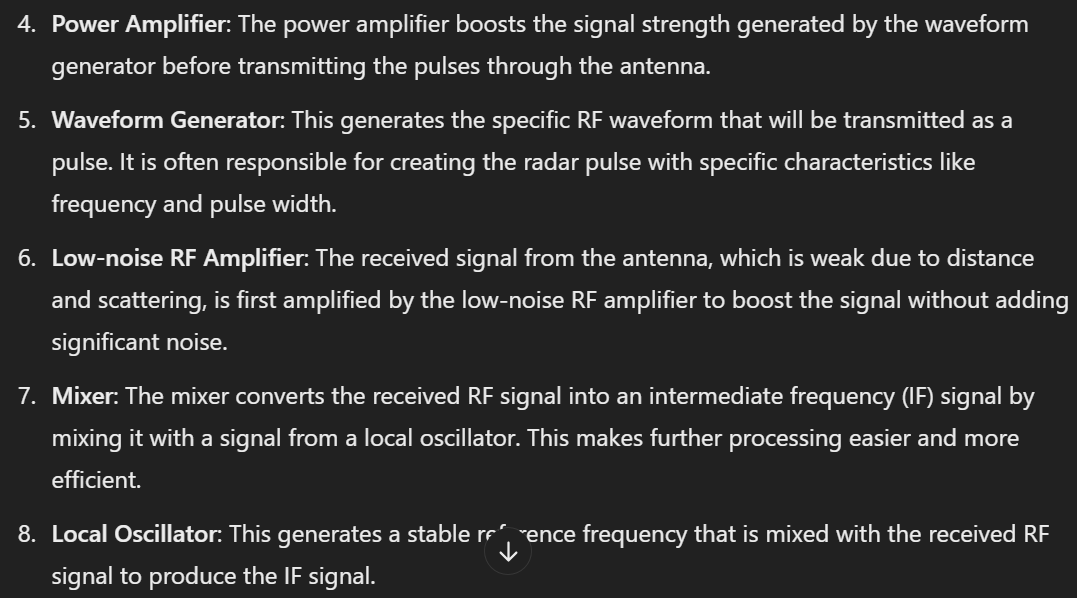 4. Power Amplifier: The power amplifier boosts the signal strength generated by the waveform
generator before transmitting the pulses through the antenna.
5. Waveform Generator: This generates the specific RF waveform that will be transmitted as a
pulse. It is often responsible for creating the radar pulse with specific characteristics like
frequency and pulse width.
6. Low-noise RF Amplifier: The received signal from the antenna, which is weak due to distance
and scattering, is first amplified by the low-noise RF amplifier to boost the signal without adding
significant noise.
7. Mixer: The mixer converts the received RF signal into an intermediate frequency (IF) signal by
mixing it with a signal from a local oscillator. This makes further processing easier and more
efficient.
8. Local Oscillator: This generates a stable reference frequency that is mixed with the received RF
signal to produce the IF signal.